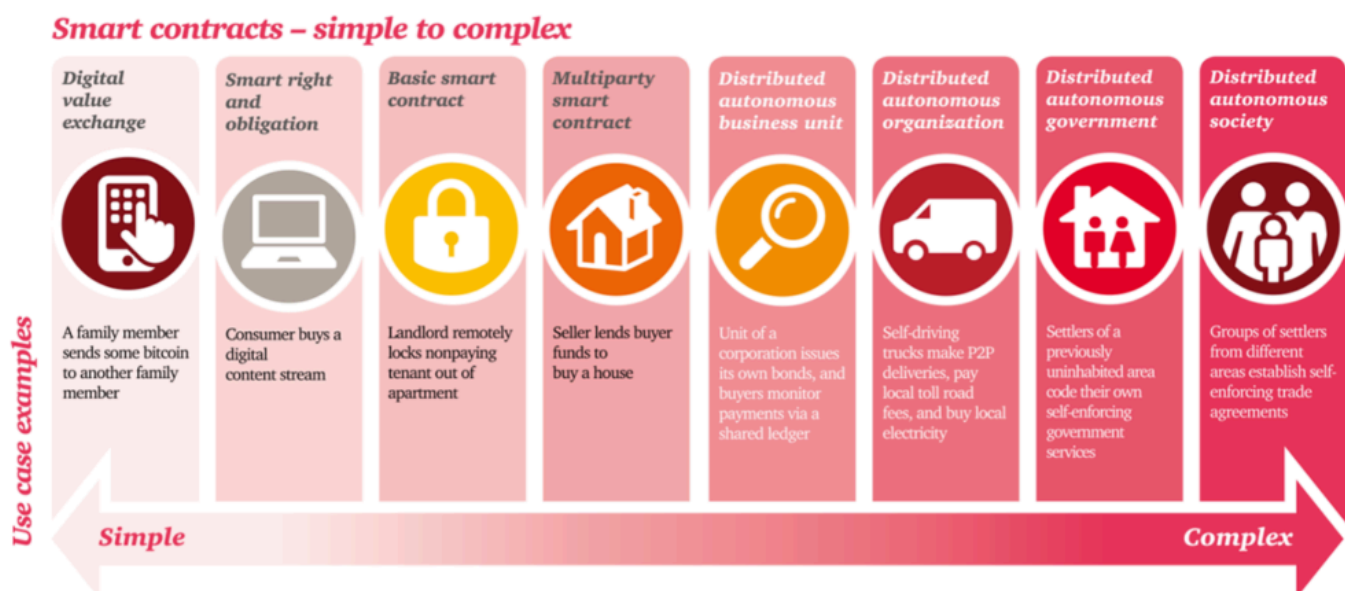 Smart contracts – simple to complex
Digital
value
exchange
A family member
sends some bitcoin
to another family
member
Smart right
and
obligation
Consumer buys a
digital
content stream
Basic smart
contract
Landlord remotely
locks nonpaying
tenant out of
apartment
Multiparty
smart
contract
Seller lends buyer
funds to
buy a house
Distributed
autonomous
business unit
Unit of a
corporation issues
its own bonds, and
buyers monitor
payments via a
shared ledger
Distributed
autonomous
organization
Self-driving
trucks make P2P
deliveries, pay
local toll road
fees, and buy local
electricity
Distributed
autonomous
government
Settlers of a
previously
uninhabited area
code their own
self-enforcing
government
services
Distributed
autonomous
society
Groups of settlers
from different
areas establish self-
enforcing trade
agreements
Use case examples
Simple
Complex